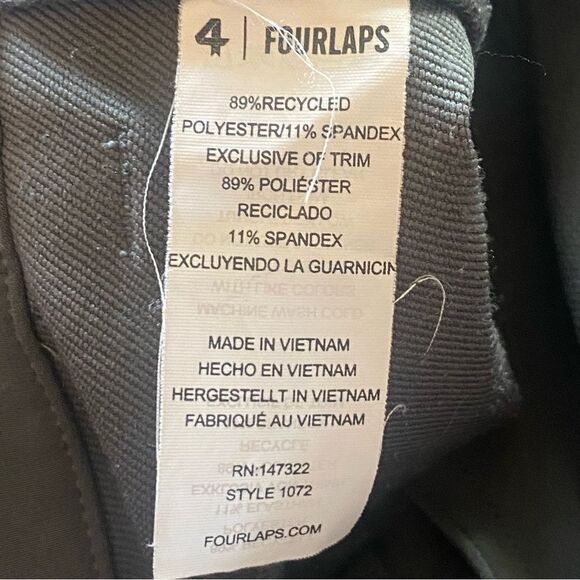 4 | FOURLAPS
89%RECYCLED
POLYESTER/11% SPANDEX
EXCLUSIVE OF TRIM
89% POLIÉSTER
RECICLADO
11% SPANDEX
EXCLUYENDO LA GUARNICIN
MADE IN VIETNAM
HECHO EN VIETNAM
HERGESTELLT IN VIETNAM
FABRIQUÉ AU VIETNAM
RN:147322
STYLE 1072
FOURLAPS.COM